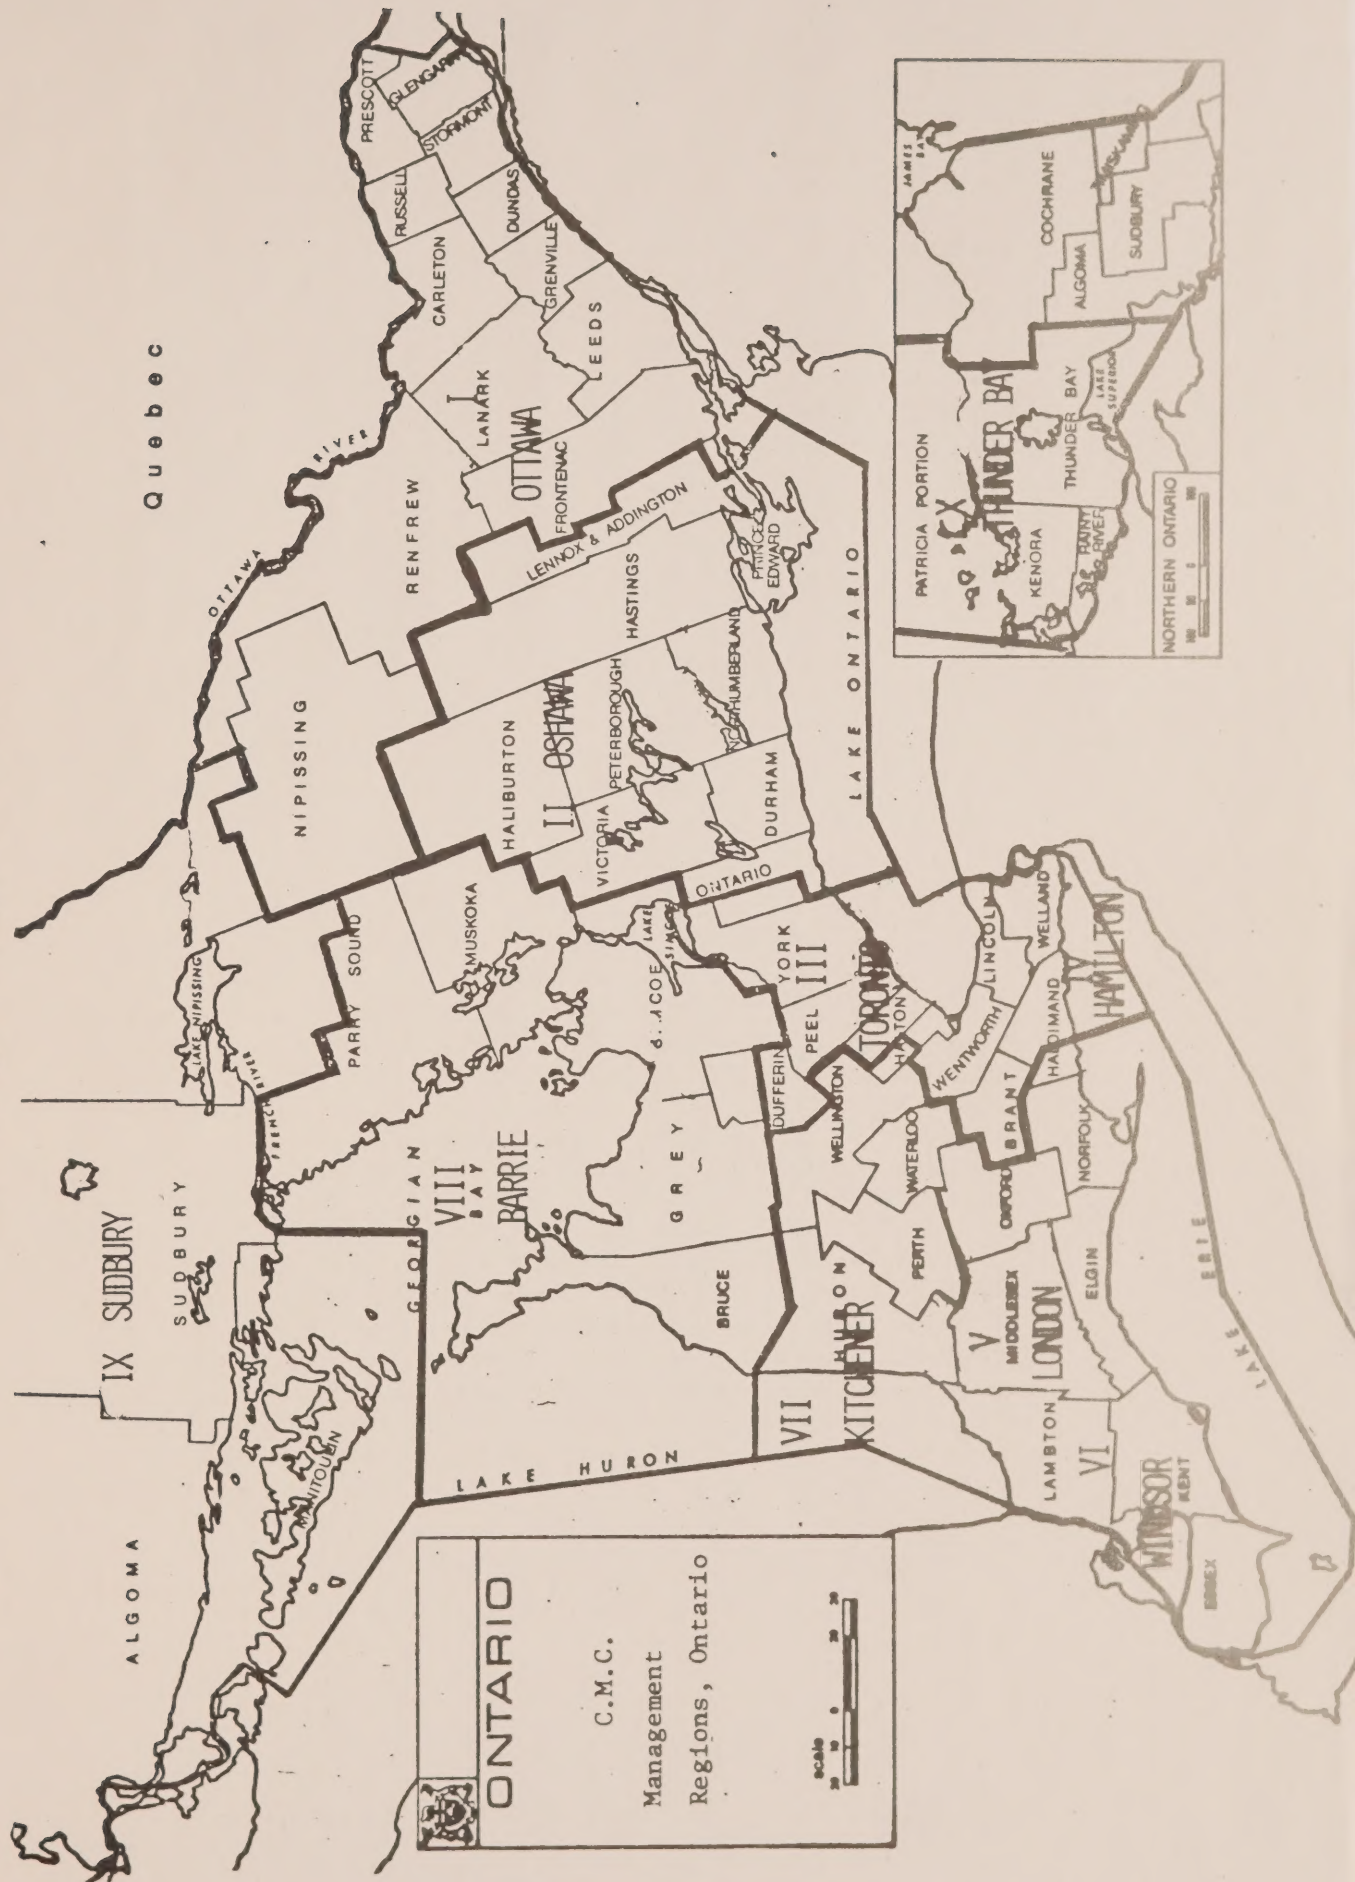 Quebec
PRESCOTT
GLENGARRY
STORMONT
RUSSELL
DUNDAS
CARLETON
GRENVILLE
LEEDS
I
LANARK
OTTAWA
FRONTENAC
OTTAWA RIVER
RENFREW
LENNOX & ADDINGTON
HASTINGS
PRINCE
EDWARD
NIPISSING
HALIBURTON
II OSHAWA
PETERBOROUGH
NORTHUMBERLAND
VICTORIA
DURHAM
ONTARIO
LAKE ONTARIO
LAKE NIPISSING
FRENCH RIVER
PARRY SOUND
MUSKOKA
LAKE
YORK
III
TORONTO
PEEL
HALTON
LINCOLN
WELLAND
IV
HAMILTON
WENTWORTH
HALDIMAND
BRANT
NORFOLK
DUFFERIN
WELLINGTON
WATERLOO
OXFORD
PERTH
GREY
BRUCE
GEORGIAN
BAY
VIII
BARRIE
IX SUDBURY
SUDBURY
MANITOULIN
ALGOMA
LAKE HURON
HURON
VII
KITCHENER
V
MIDDLESEX
LONDON
ELGIN
LAMBTON
VI
WINDSOR
KENT
ESSEX
LAKE ERIE
JAMES
BAY
COCHRANE
ALGOMA
SUDBURY
PATRICIA PORTION
THUNDER BAY
THUNDER BAY
LAKE
SUPERIOR
KENORA
RAINY
RIVER
NORTHERN ONTARIO
ONTARIO
C.M.C.
Management
Regions, Ontario
scale
20 10 0